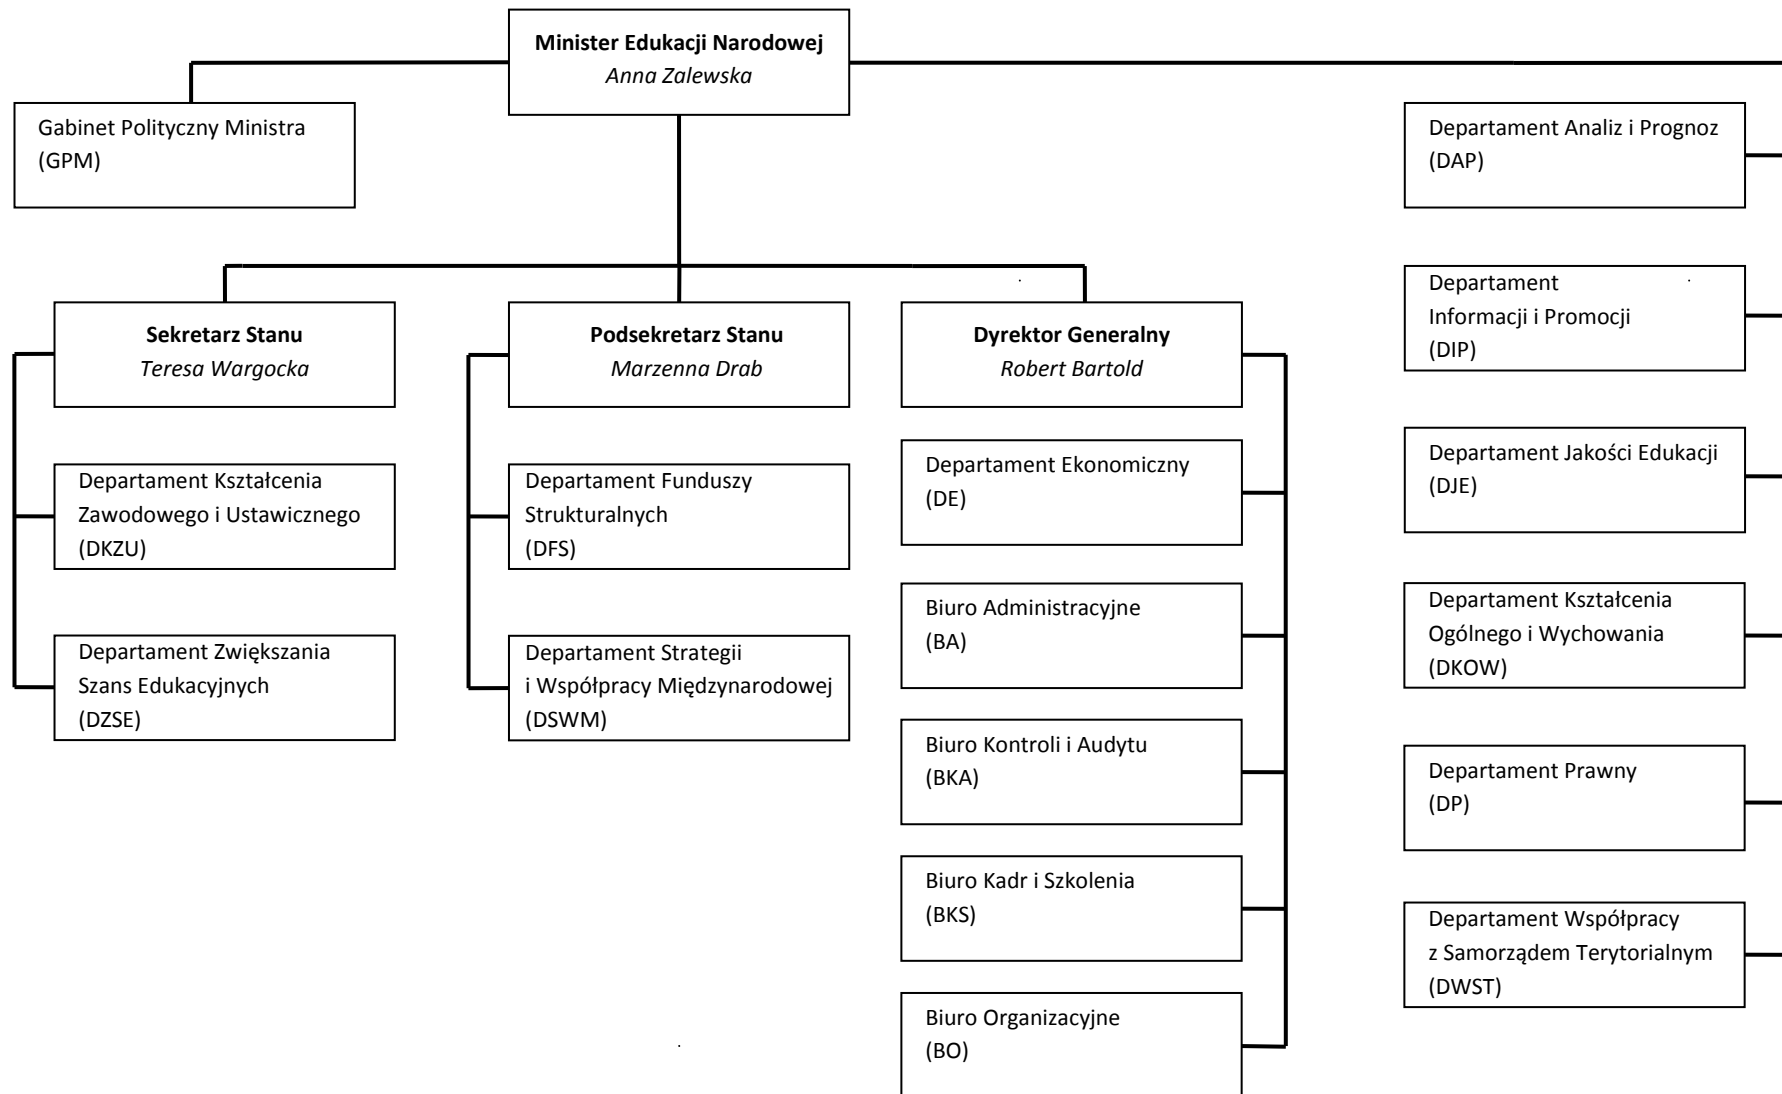 Minister Edukacji Narodowej
Anna Zalewska
Gabinet Polityczny Ministra
(GPM)
Sekretarz Stanu
Teresa Wargocka
Departament Kształcenia
Zawodowego i Ustawicznego
(DKZU)
Departament Zwiększania
Szans Edukacyjnych
(DZSE)
Podsekretarz Stanu
Marzenna Drab
Departament Funduszy
Strukturalnych
(DFS)
Departament Strategii
i Współpracy Międzynarodowej
(DSWM)
Dyrektor Generalny
Robert Bartold
Departament Ekonomiczny
(DE)
Biuro Administracyjne
(BA)
Biuro Kontroli i Audytu
(BKA)
Biuro Kadr i Szkolenia
(BKS)
Biuro Organizacyjne
(BO)
Departament Analiz i Prognoz
(DAP)
Departament
Informacji i Promocji
(DIP)
Departament Jakości Edukacji
(DJE)
Departament Kształcenia
Ogólnego i Wychowania
(DKOW)
Departament Prawny
(DP)
Departament Współpracy
z Samorządem Terytorialnym
(DWST)